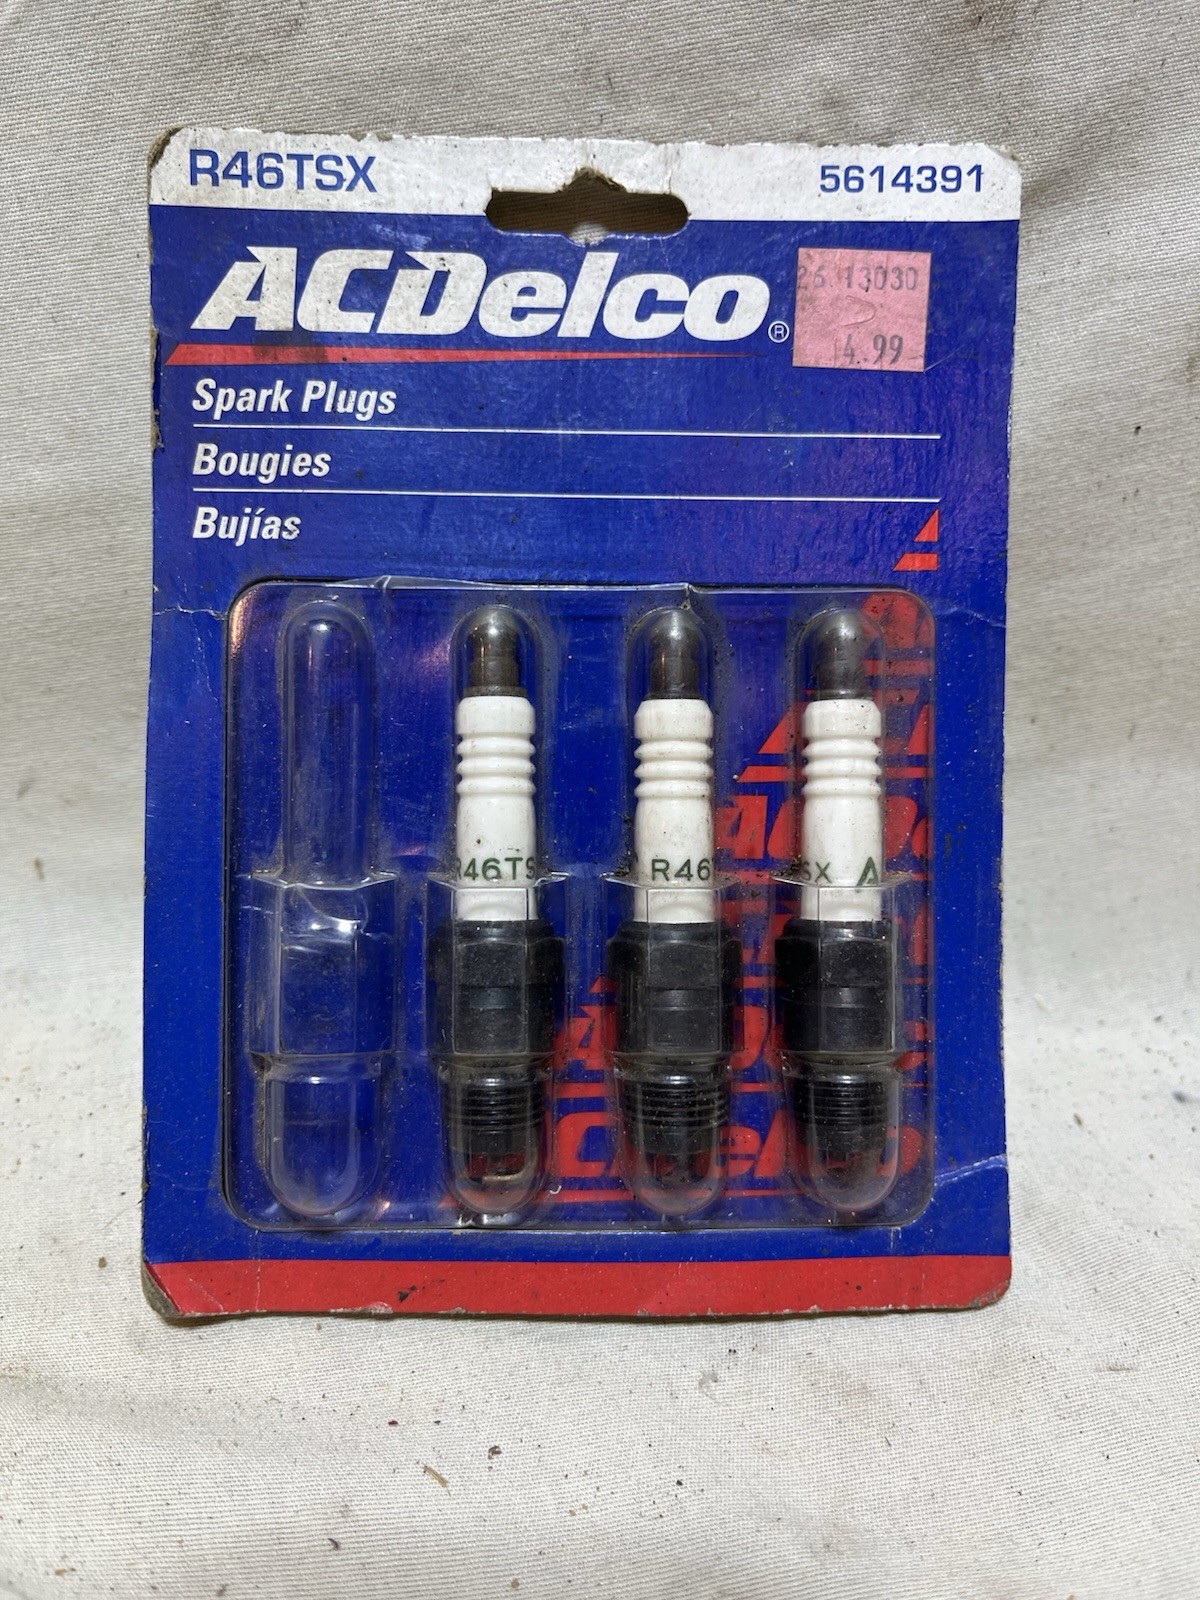 R46TSX 5614391
ACDelco®
26 13030
4.99
Spark Plugs
Bougies
Bujías
R46TS
R46
SX A